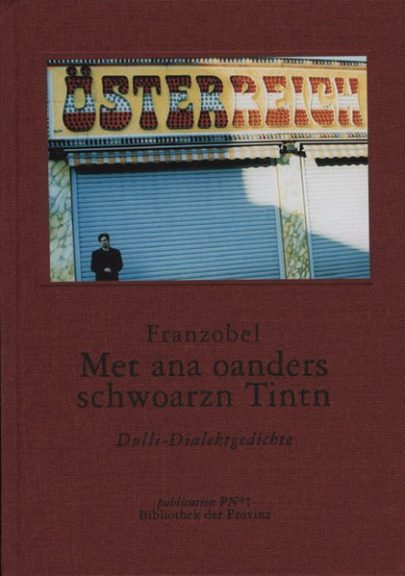 ÖSTERREICH
Franzobel
Met ana oanders
schwoarzn Tintn
Dulli-Dialektgedichte
publication PN°1
Bibliothek der Provinz